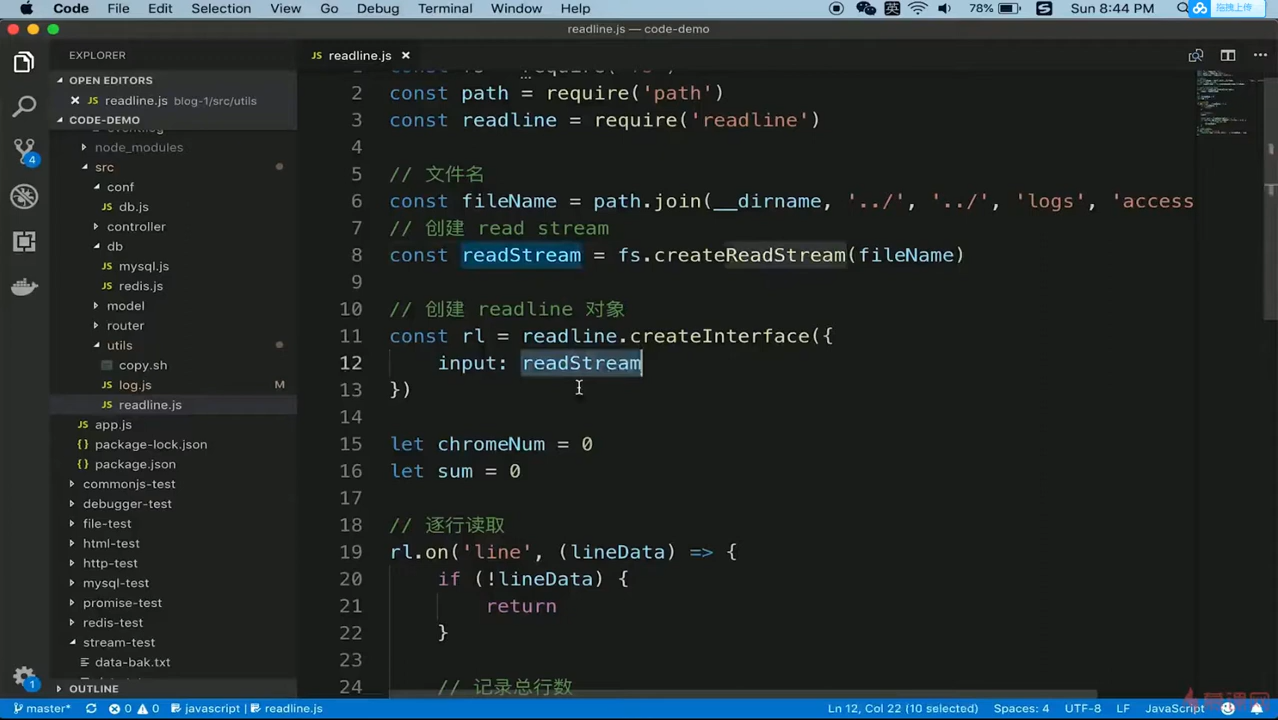 Code File Edit Selection View Go Debug Terminal Window Help 英 78% Sun 8:44 PM 拖拽上传
readline.js — code-demo
EXPLORER
JS readline.js ×
OPEN EDITORS
× JS readline.js blog-1/src/utils
CODE-DEMO
node_modules
src
conf
JS db.js
controller
db
JS mysql.js
JS redis.js
model
router
utils
copy.sh
JS log.js M
JS readline.js
JS app.js
{} package-lock.json
{} package.json
commonjs-test
debugger-test
file-test
html-test
http-test
mysql-test
promise-test
redis-test
stream-test
data-bak.txt
OUTLINE
4
1
2 const path = require('path')
3 const readline = require('readline')
4
5 // 文件名
6 const fileName = path.join(__dirname, '../', '../', 'logs', 'access
7 // 创建 read stream
8 const readStream = fs.createReadStream(fileName)
9
10 // 创建 readline 对象
11 const rl = readline.createInterface({
12 input: readStream
13 })
14
15 let chromeNum = 0
16 let sum = 0
17
18 // 逐行读取
19 rl.on('line', (lineData) => {
20 if (!lineData) {
21 return
22 }
23
24 // 记录总行数
master* 0 0 javascript | readline.js Ln 12, Col 22 (10 selected) Spaces: 4 UTF-8 LF JavaScript
慕课网